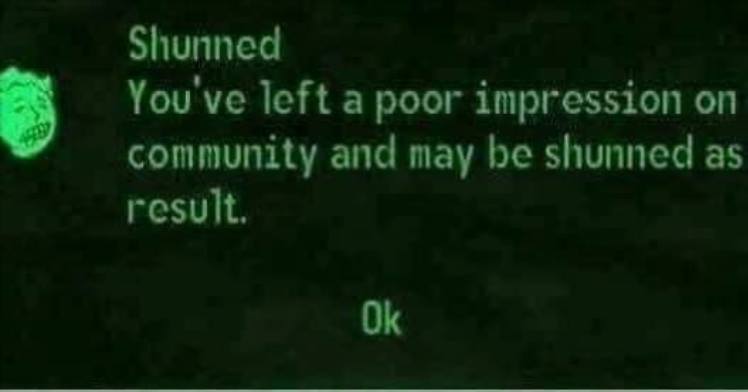 Shunned
You've left a poor impression on
community and may be shunned as
result.
Ok